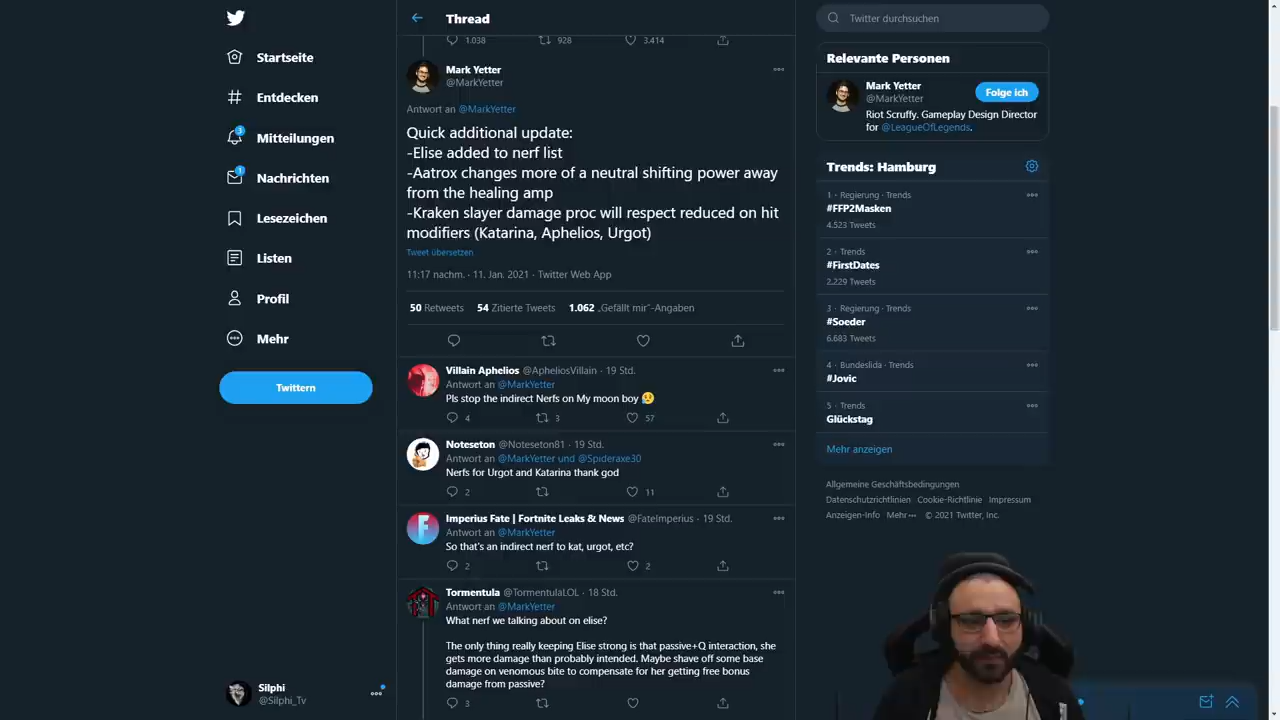 Startseite
Entdecken
3
Mitteilungen
1
Nachrichten
Lesezeichen
Listen
Profil
Mehr
Twittern
Silphi
@Silphi_Tv
Thread
1.038 928 3.414
Mark Yetter
@MarkYetter
Antwort an @MarkYetter
Quick additional update:
-Elise added to nerf list
-Aatrox changes more of a neutral shifting power away
from the healing amp
-Kraken slayer damage proc will respect reduced on hit
modifiers (Katarina, Aphelios, Urgot)
Tweet übersetzen
11:17 nachm. · 11. Jan. 2021 · Twitter Web App
50 Retweets 54 Zitierte Tweets 1.062 „Gefällt mir“-Angaben
Villain Aphelios @ApheliosVillain · 19 Std.
Antwort an @MarkYetter
Pls stop the indirect Nerfs on My moon boy 😢
4 3 57
Noteseton @Noteseton81 · 19 Std.
Antwort an @MarkYetter und @Spideraxe30
Nerfs for Urgot and Katarina thank god
2 11
Imperius Fate | Fortnite Leaks & News @FateImperius · 19 Std.
Antwort an @MarkYetter
So that's an indirect nerf to kat, urgot, etc?
2 2
Tormentula @TormentulaLOL · 18 Std.
Antwort an @MarkYetter
What nerf we talking about on elise?
The only thing really keeping Elise strong is that passive+Q interaction, she
gets more damage than probably intended. Maybe shave off some base
damage on venomous bite to compensate for her getting free bonus
damage from passive?
3
Twitter durchsuchen
Relevante Personen
Mark Yetter
@MarkYetter
Folge ich
Riot Scruffy. Gameplay Design Director
for @LeagueOfLegends.
Trends: Hamburg
1 · Regierung · Trends
#FFP2Masken
4.523 Tweets
2 · Trends
#FirstDates
2.229 Tweets
3 · Regierung · Trends
#Soeder
6.683 Tweets
4 · Bundesliga · Trends
#Jovic
5 · Trends
Glückstag
Mehr anzeigen
Allgemeine Geschäftsbedingungen
Datenschutzrichtlinien Cookie-Richtlinie Impressum
Anzeigen-Info Mehr ··· © 2021 Twitter, Inc.